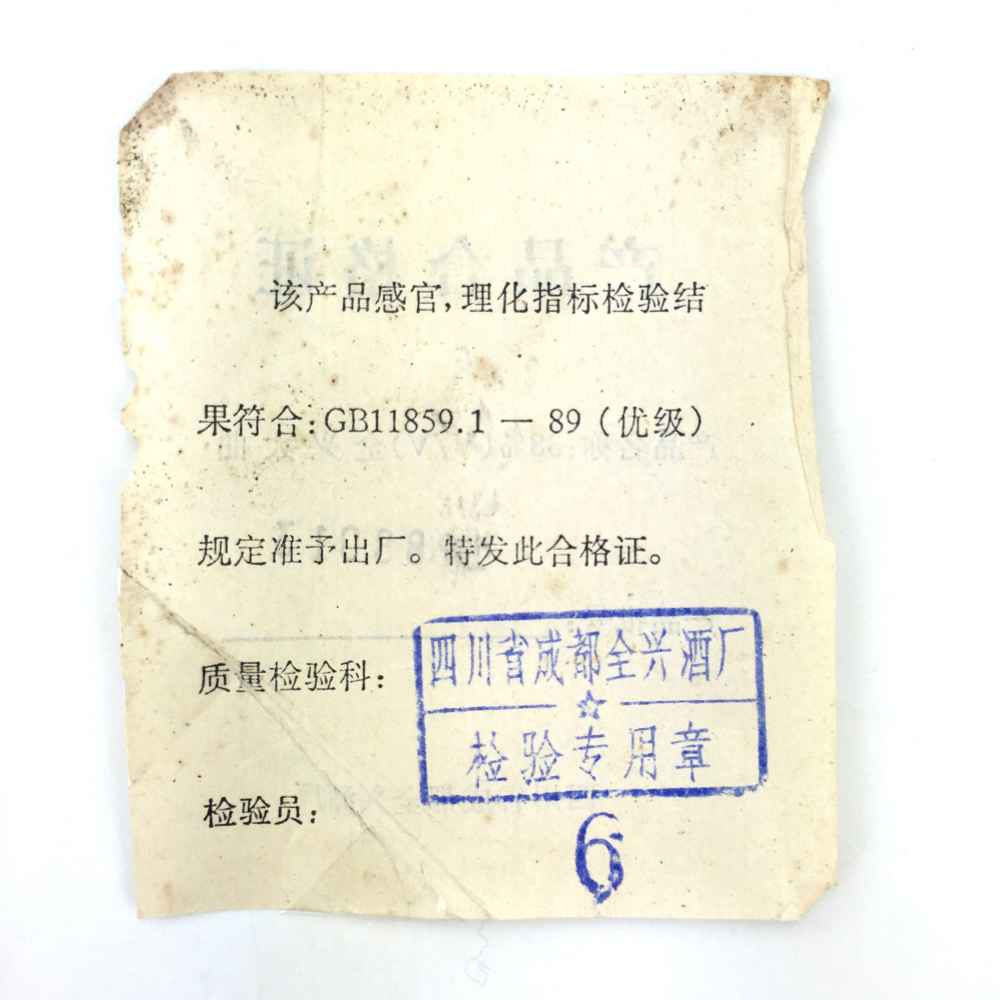 该产品感官,理化指标检验结
果符合:GB11859.1 — 89(优级)
规定准予出厂。特发此合格证。
质量检验科:
四川省成都全兴酒厂
☆
检验专用章
检验员:
6